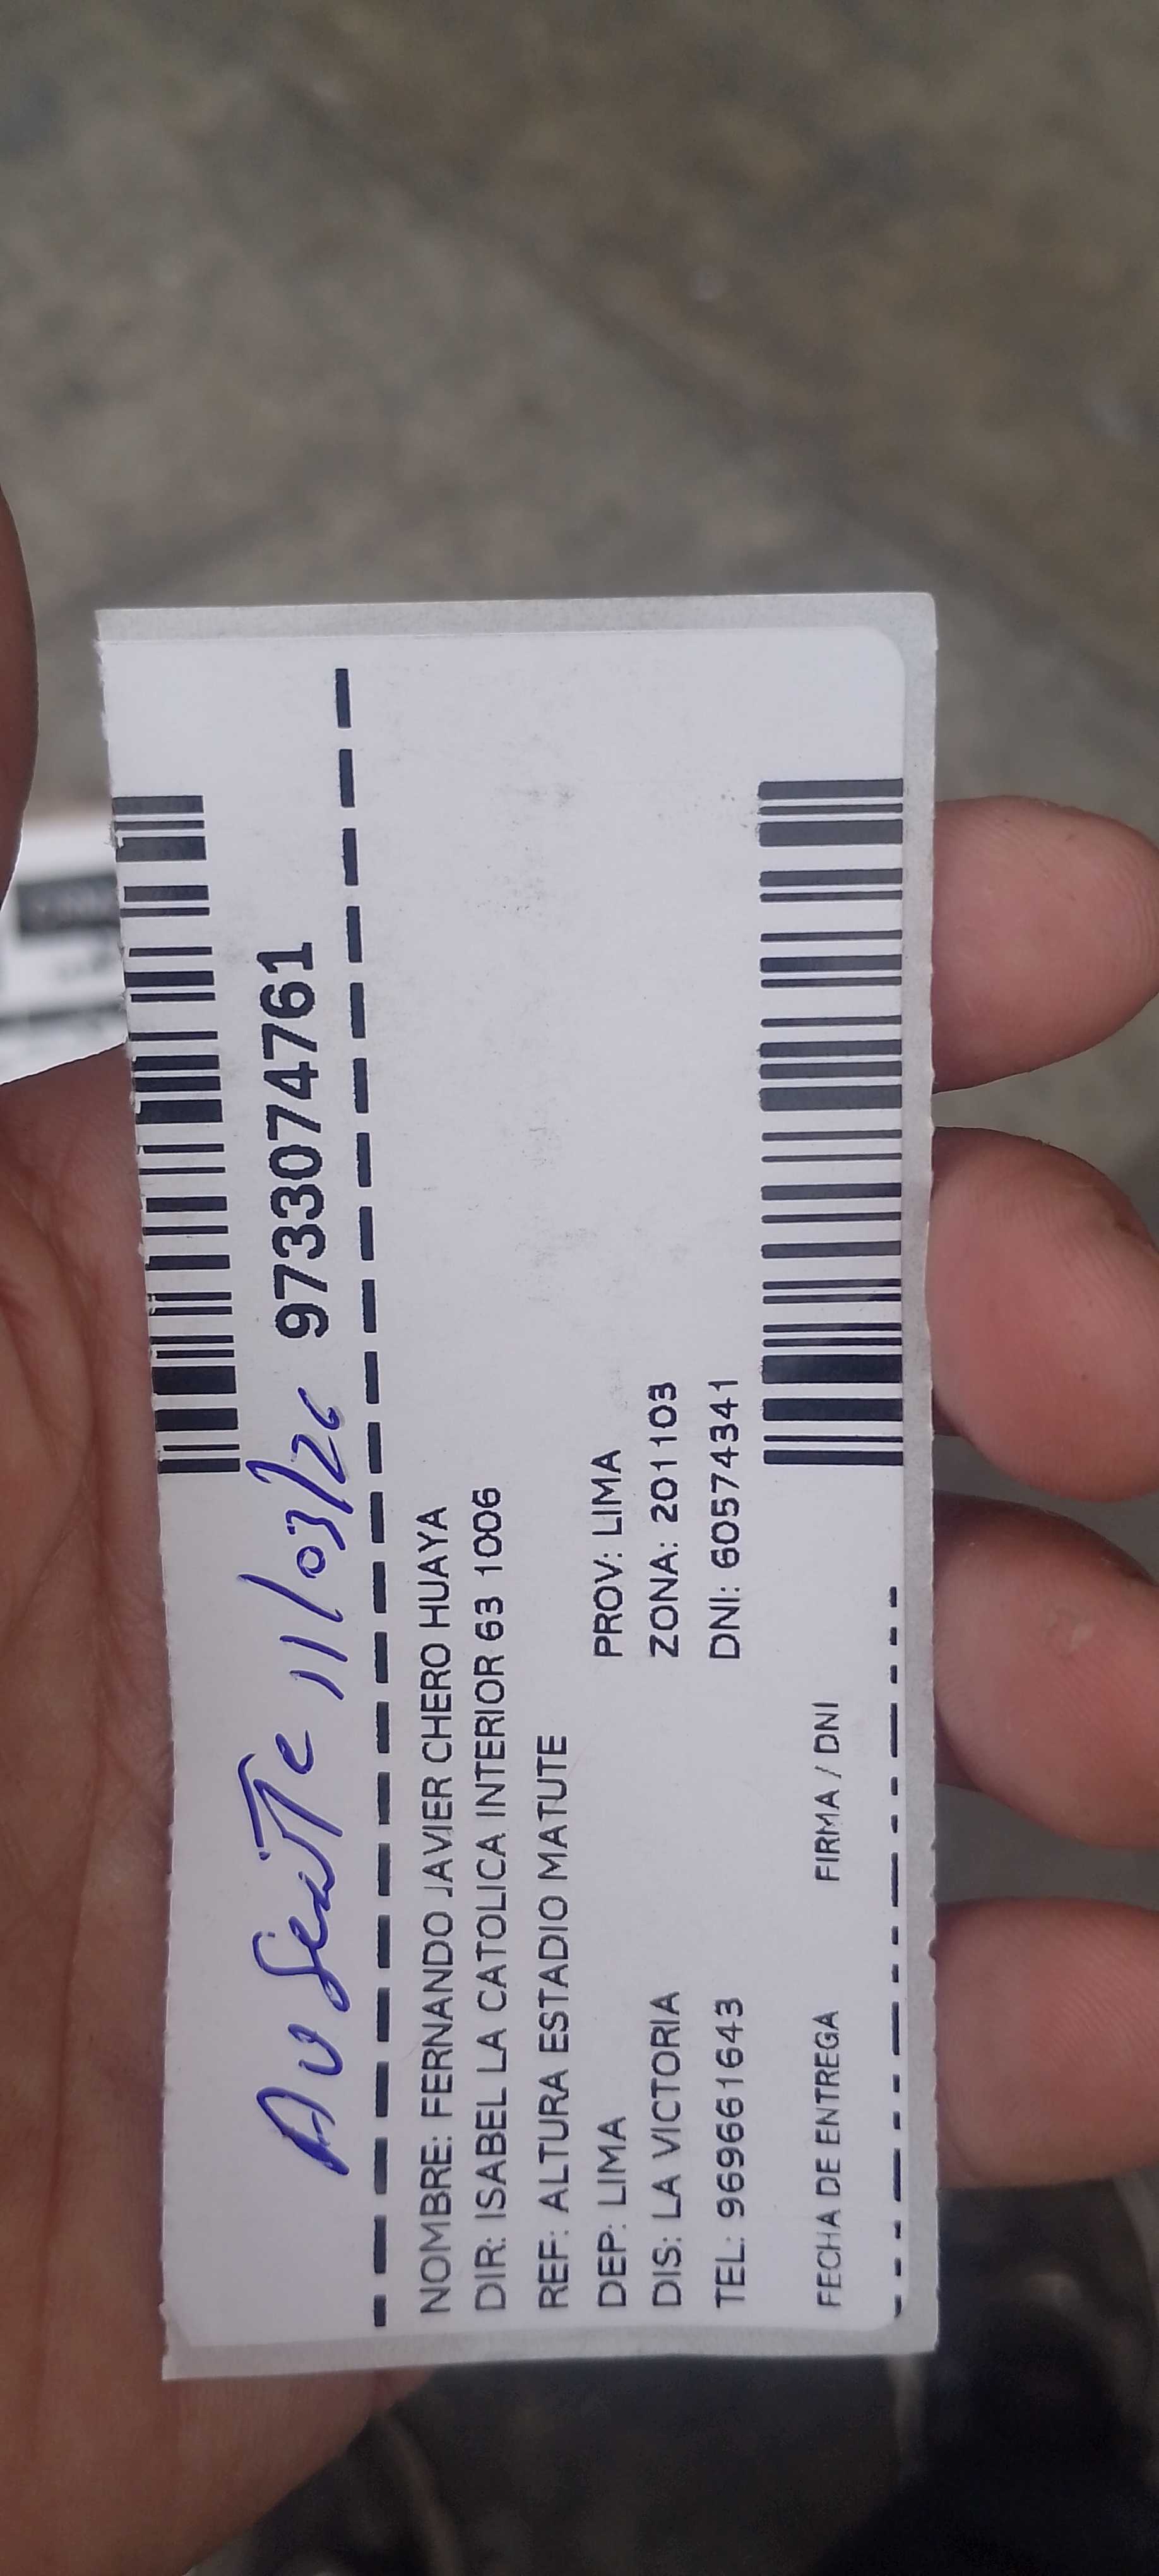 Ausente 11/03/26 9733074761
NOMBRE: FERNANDO JAVIER CHERO HUAYA
DIR: ISABEL LA CATOLICA INTERIOR 63 1006
REF: ALTURA ESTADIO MATUTE
DEP: LIMA PROV: LIMA
DIS: LA VICTORIA ZONA: 201103
TEL: 969661643 DNI: 60574341
FECHA DE ENTREGA FIRMA / DNI